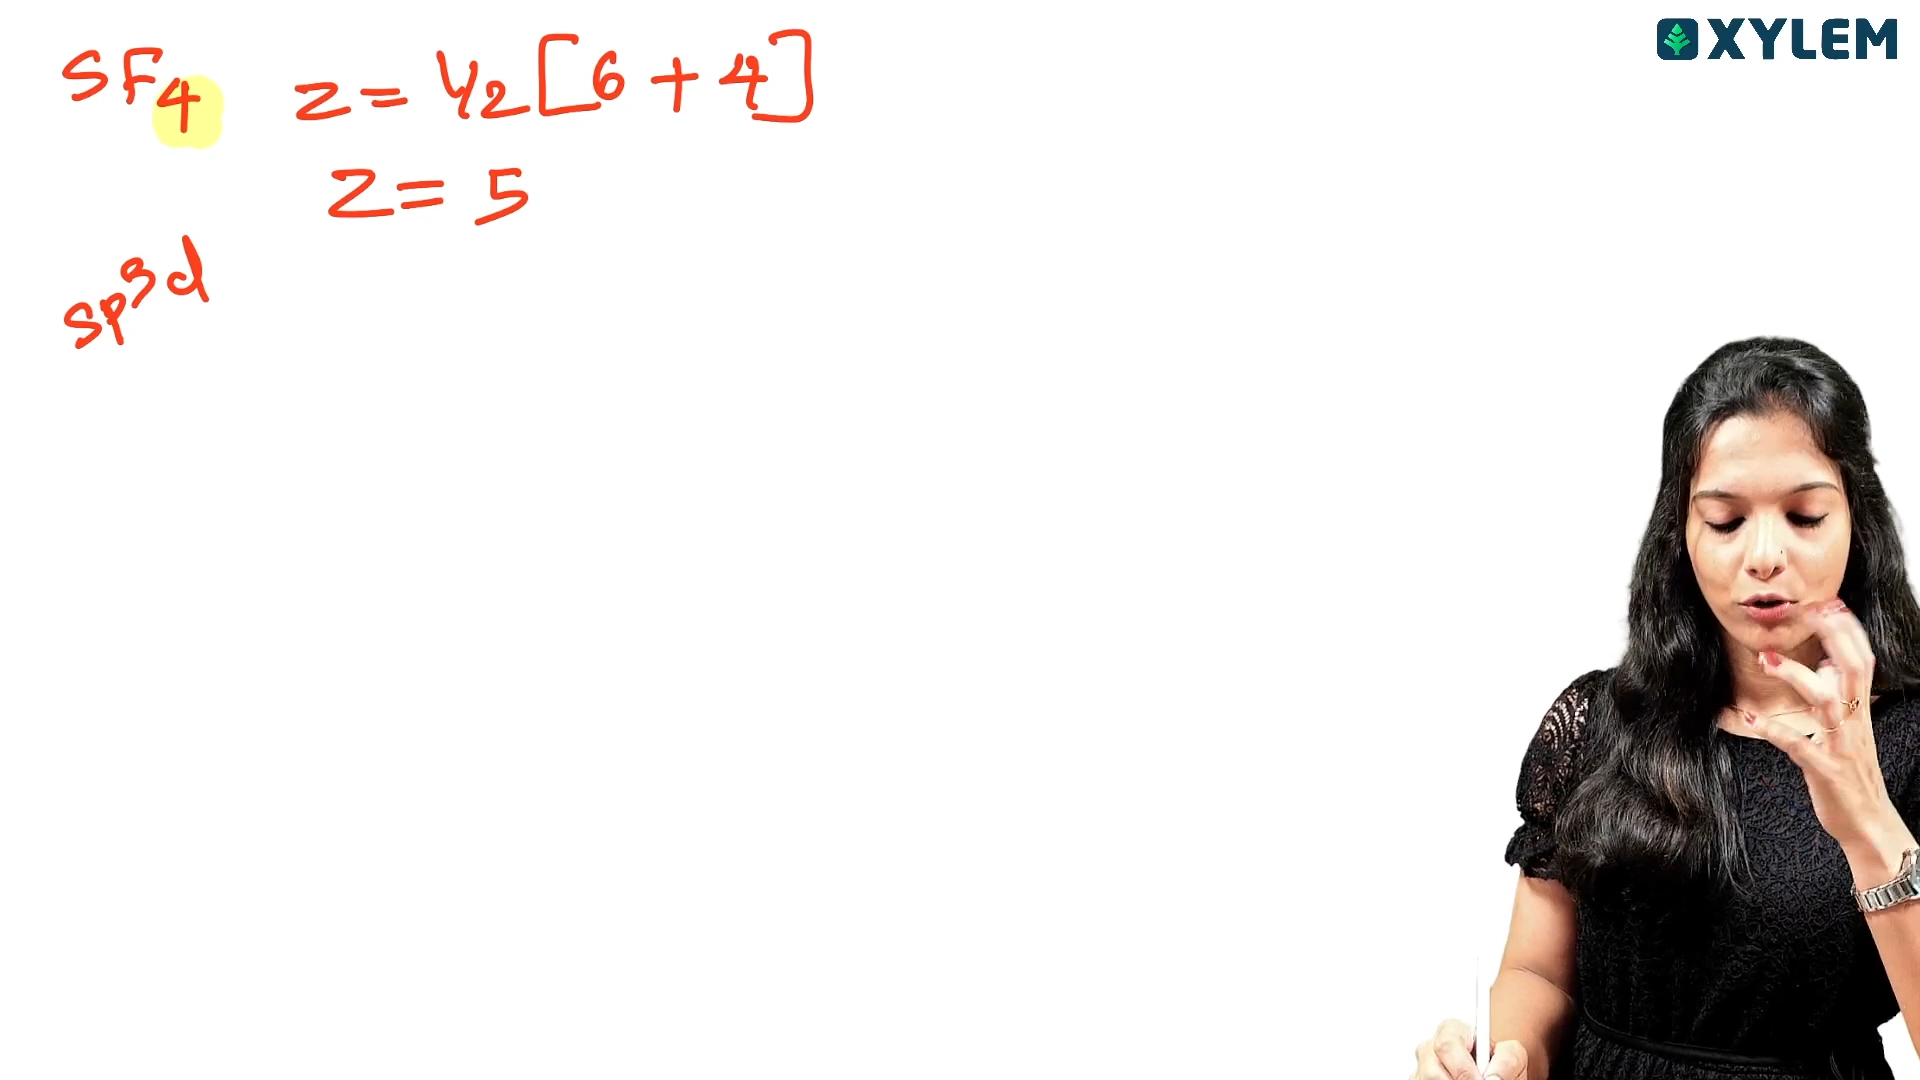 XYLEM
SF₄ Z = 1/2 [6 + 4]
Z = 5
sp³d